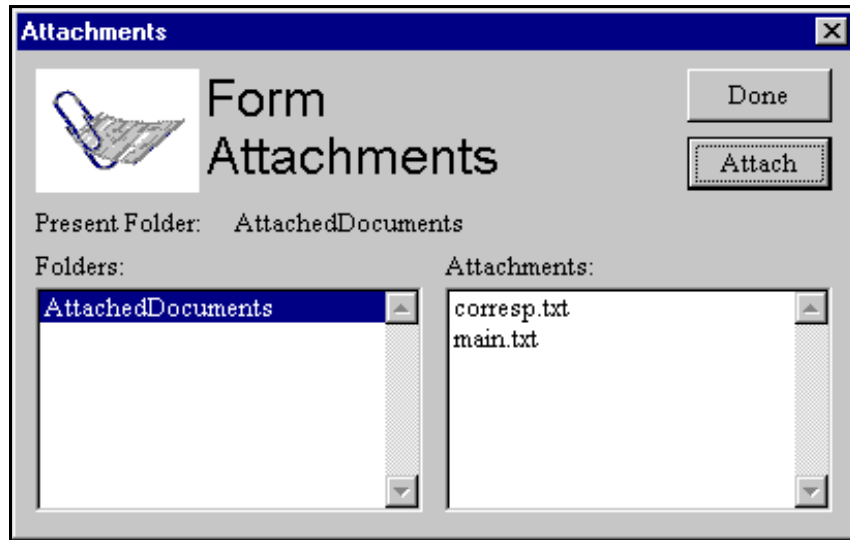 Attachments
Form
Attachments
Done
Attach
Present Folder: AttachedDocuments
Folders:
Attachments:
AttachedDocuments
corresp.txt
main.txt